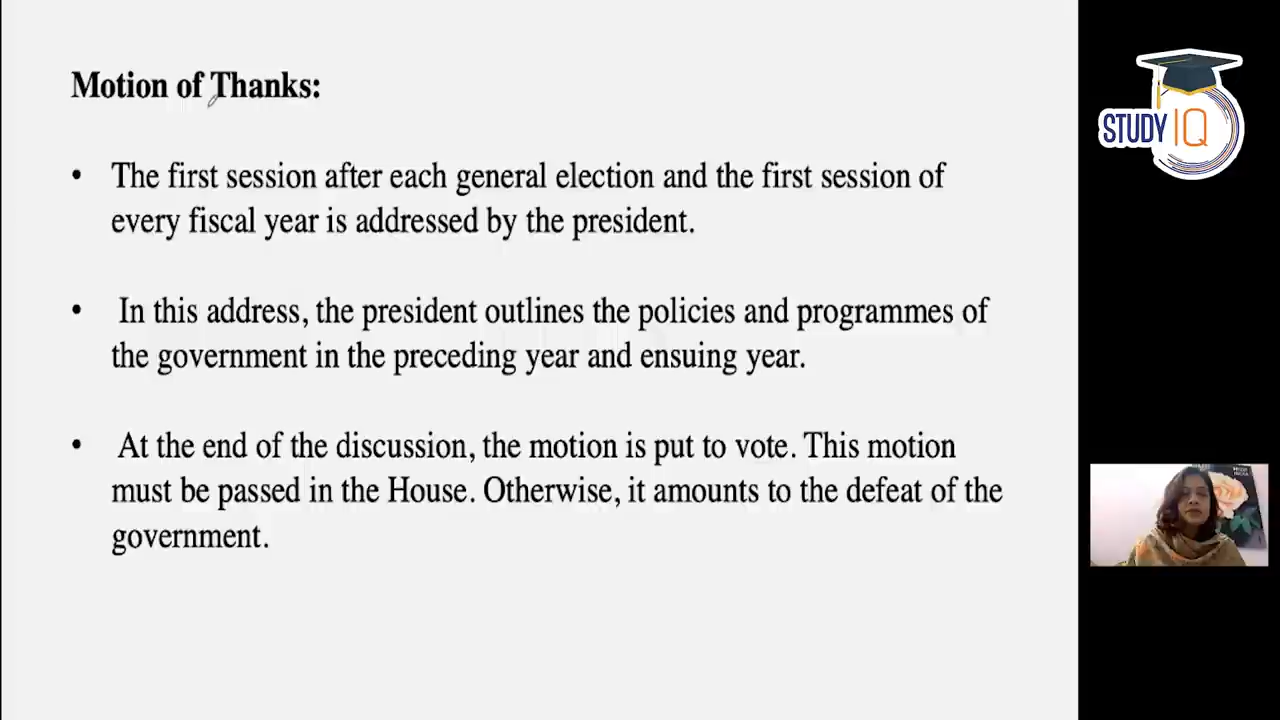 Motion of Thanks:
• The first session after each general election and the first session of
every fiscal year is addressed by the president.
• In this address, the president outlines the policies and programmes of
the government in the preceding year and ensuing year.
• At the end of the discussion, the motion is put to vote. This motion
must be passed in the House. Otherwise, it amounts to the defeat of the
government.
STUDY IQ